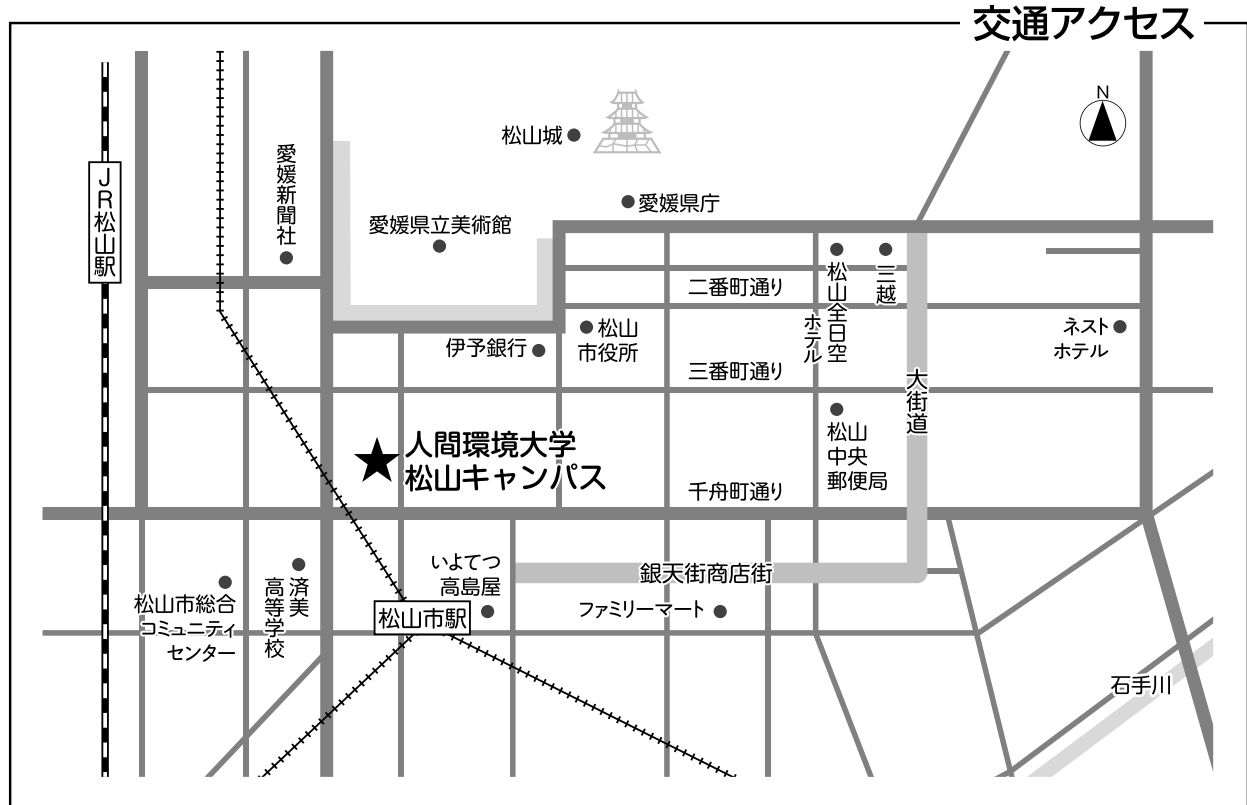 交通アクセス
N
JR松山駅
愛媛新聞社
松山城
愛媛県庁
愛媛県立美術館
二番町通り
松山全日空
ホテル
三越
伊予銀行
松山
市役所
ネスト
ホテル
三番町通り
大街道
人間環境大学
松山キャンパス
松山
中央
郵便局
千舟町通り
いよてつ
高島屋
銀天街商店街
済美
高等学校
松山市総合
コミュニティ
センター
松山市駅
ファミリーマート
石手川